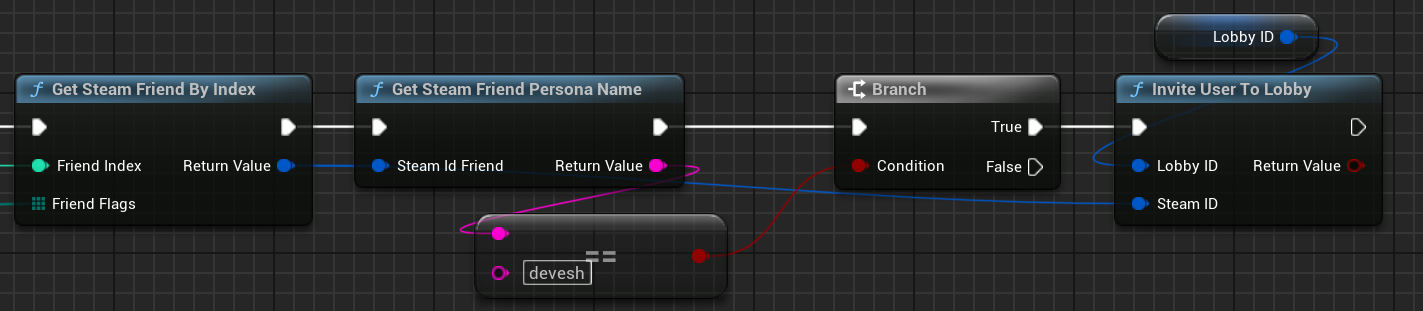 Lobby ID
f Get Steam Friend By Index
Friend Index Return Value
Friend Flags
f Get Steam Friend Persona Name
Steam Id Friend Return Value
==
devesh
Branch
True
Condition
False
f Invite User To Lobby
Lobby ID Return Value
Steam ID